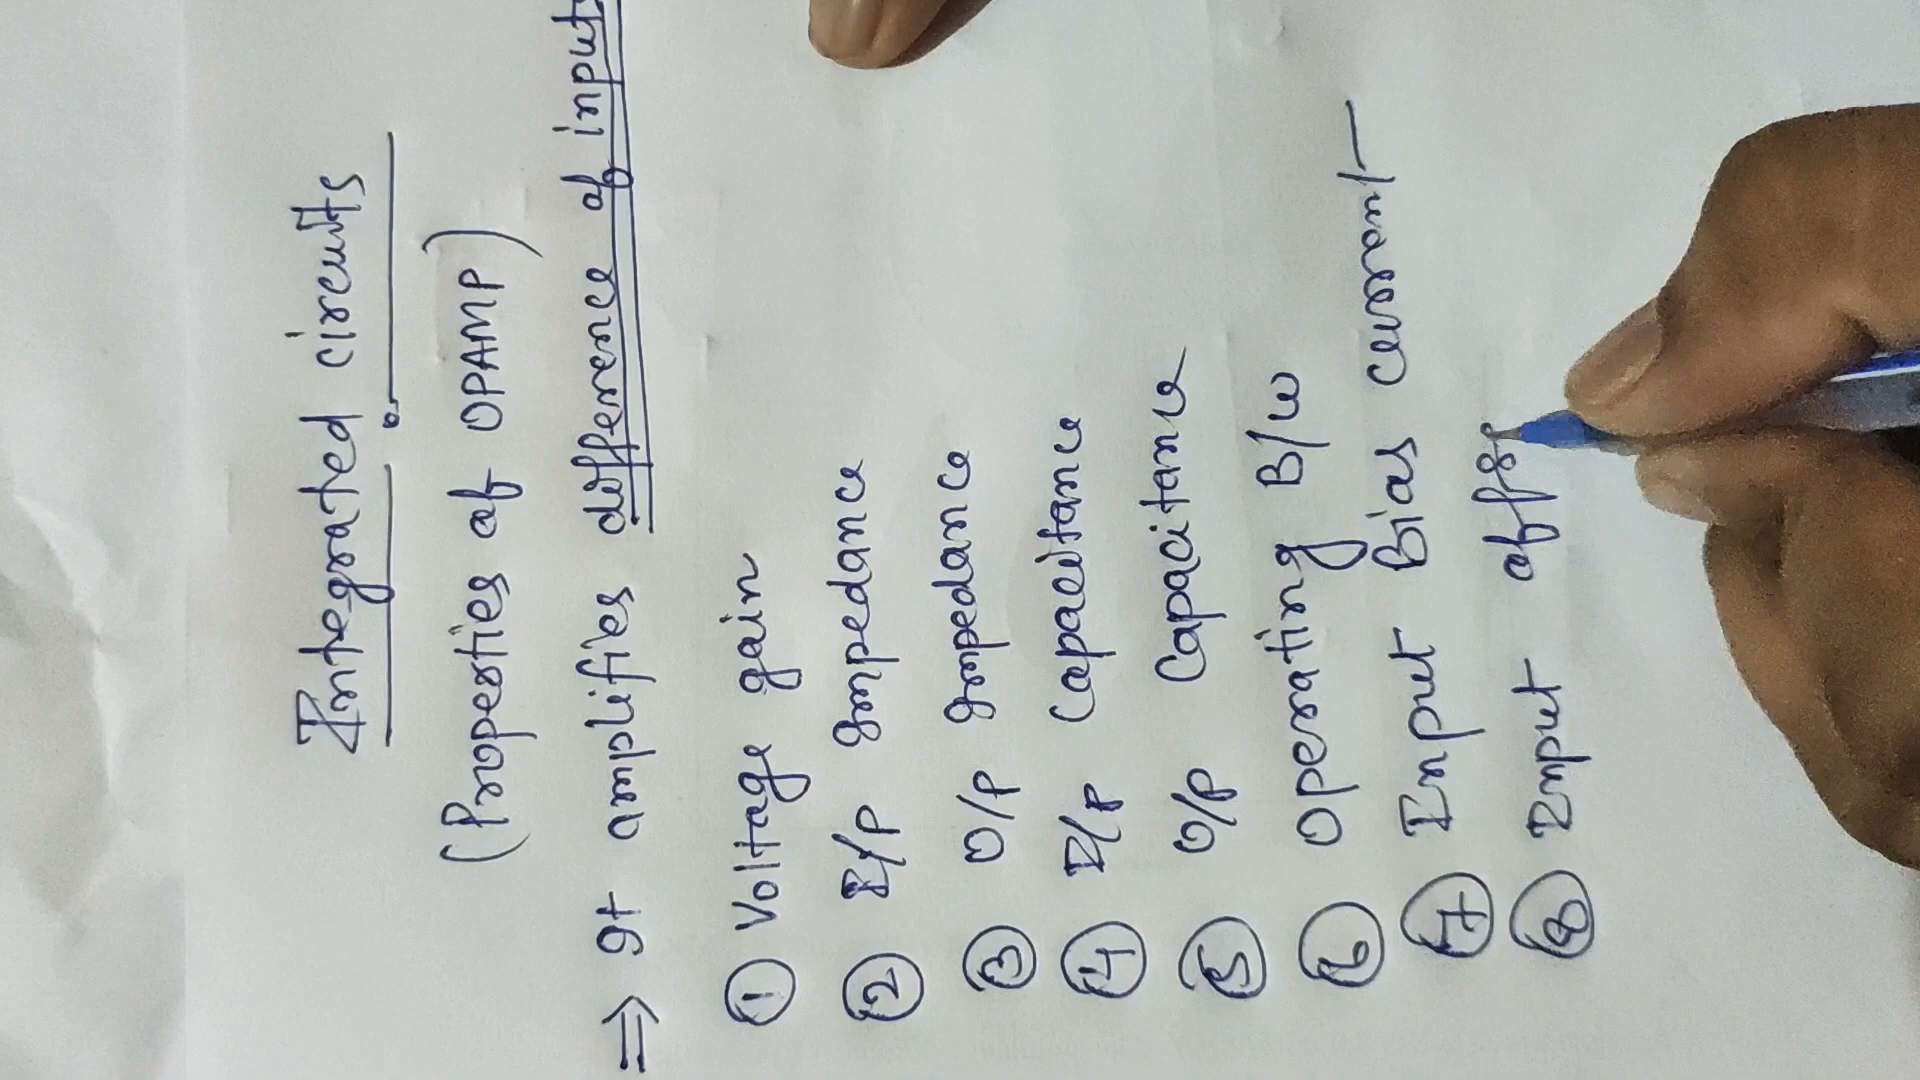 Integrated circuits
(Properties of OPAMP)
⇒ It amplifies difference of input
① Voltage gain
② I/P Impedance
③ O/P Impedance
④ I/P Capacitance
⑤ O/P Capacitance
⑥ Operating B/W
⑦ Input Bias current
⑧ Input offs